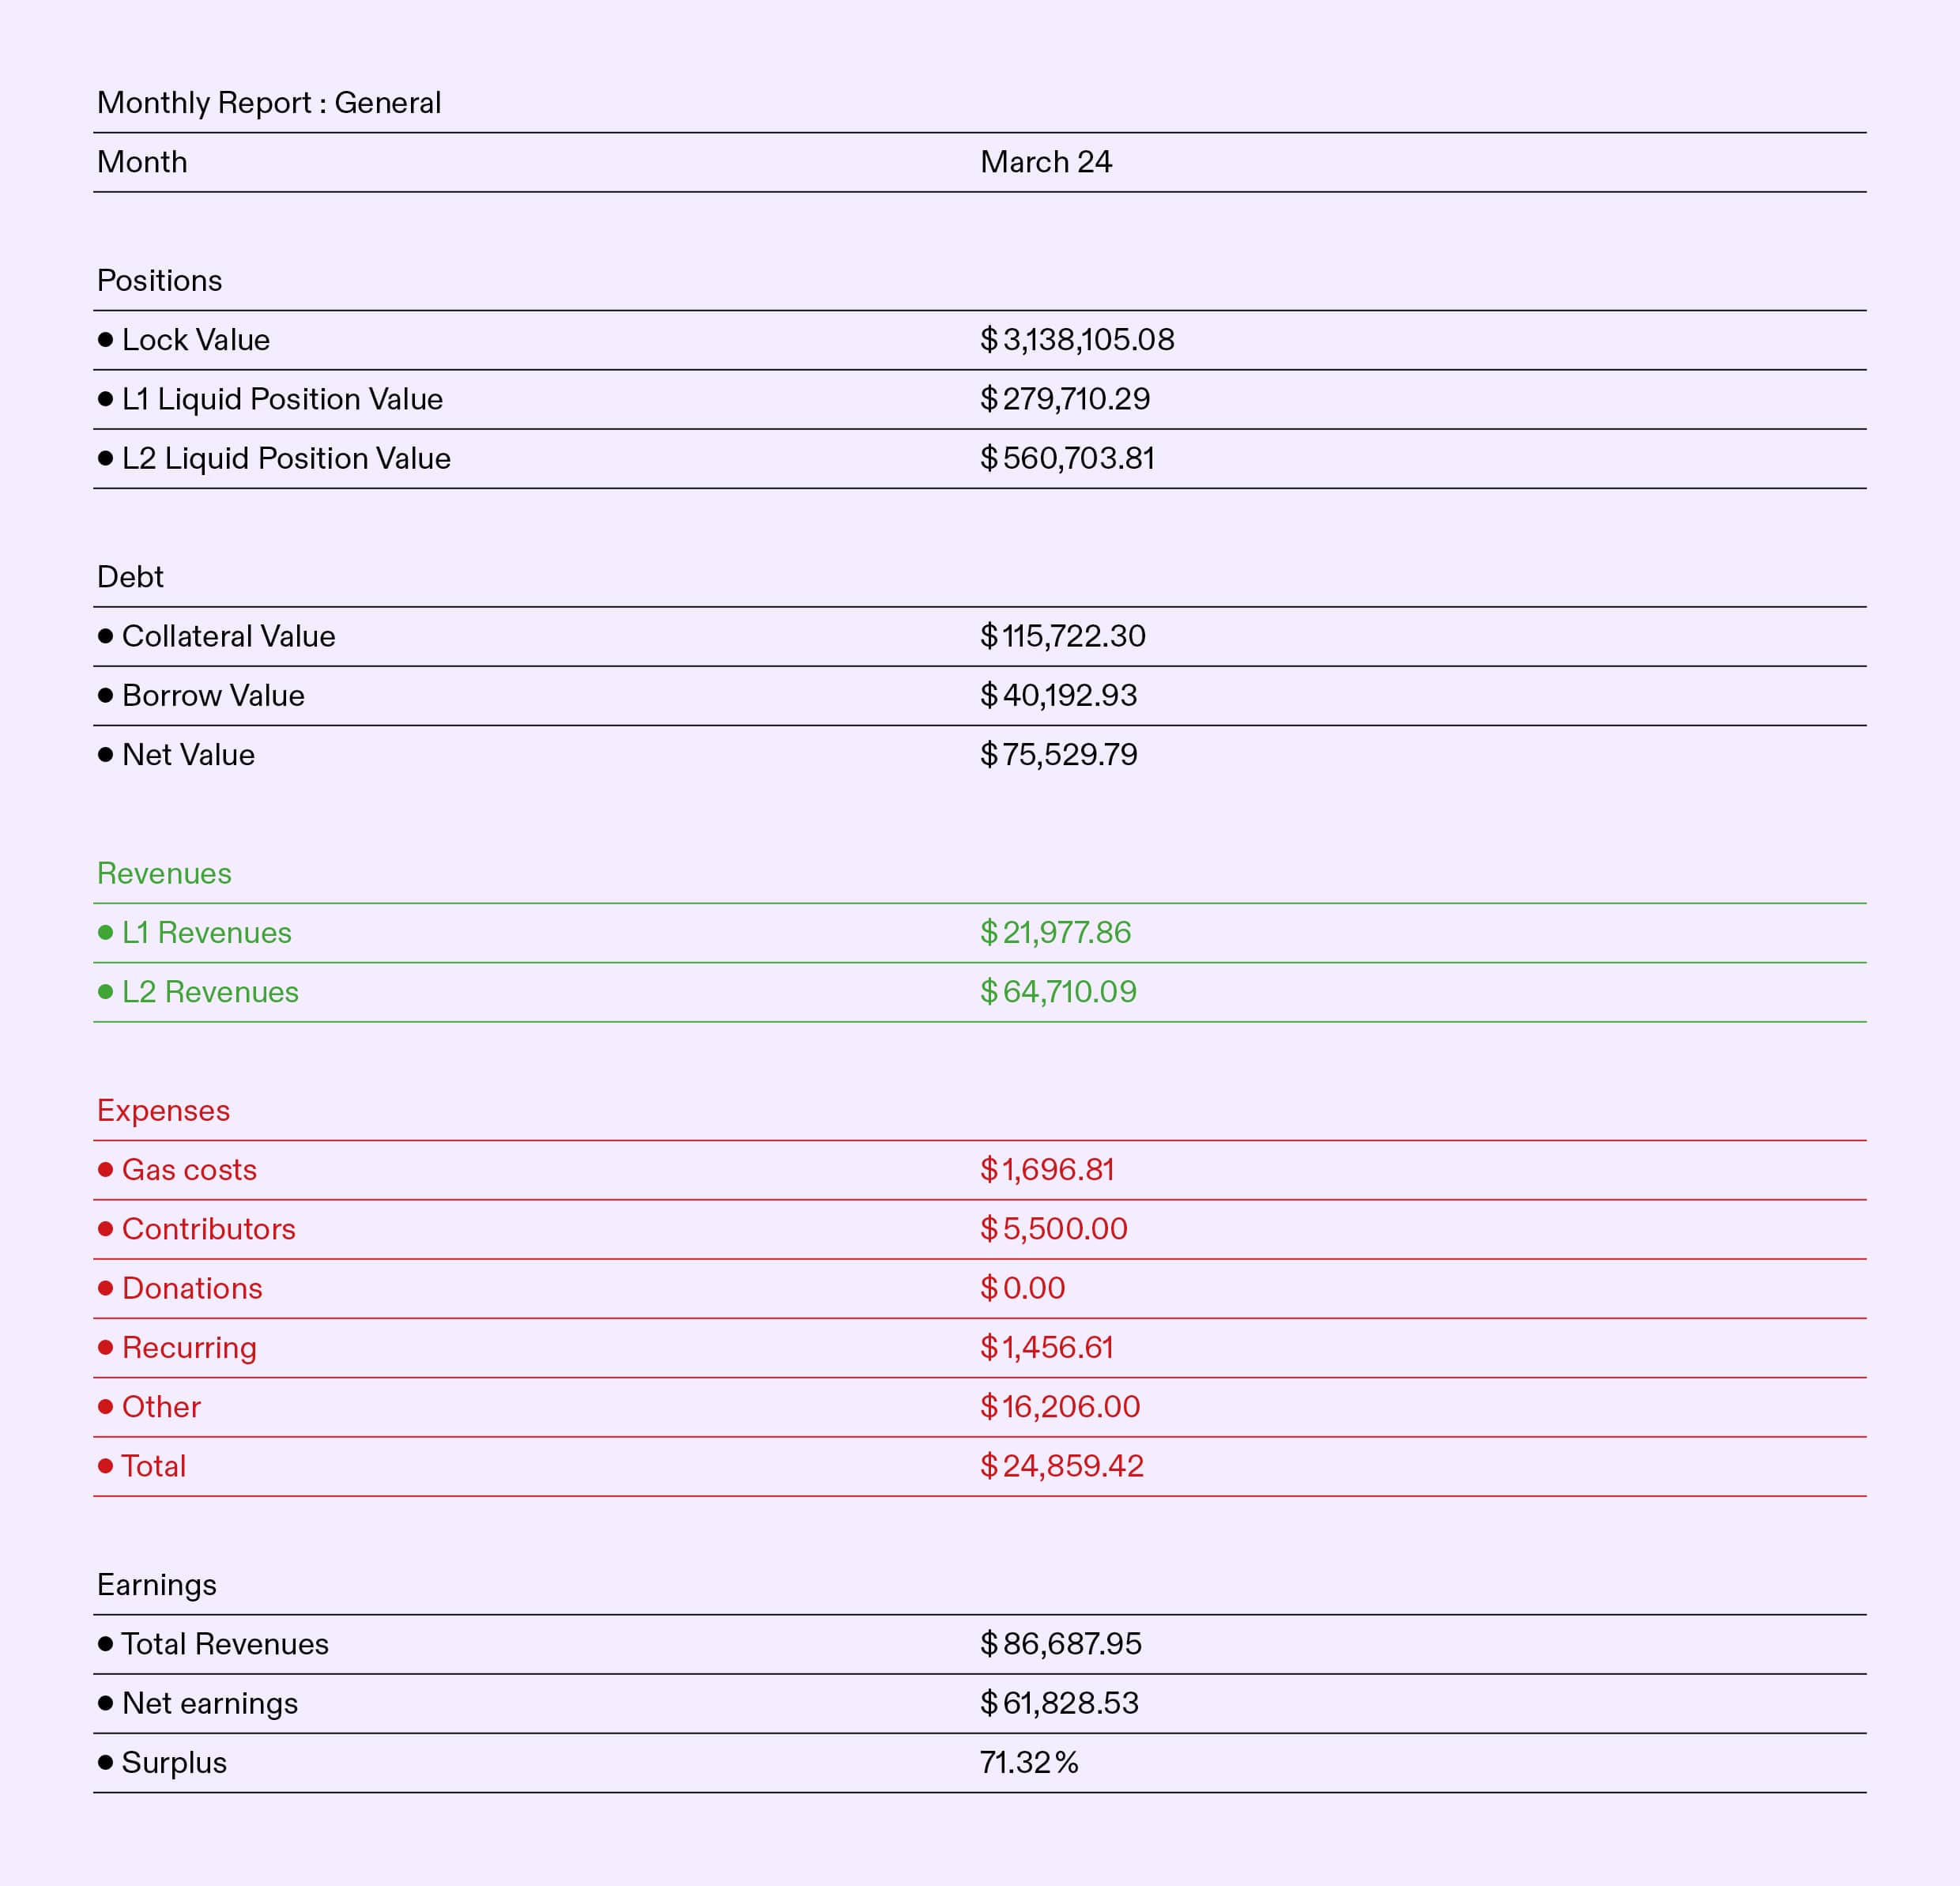 Monthly Report : General
Month March 24
Positions
● Lock Value $3,138,105.08
● L1 Liquid Position Value $279,710.29
● L2 Liquid Position Value $560,703.81
Debt
● Collateral Value $115,722.30
● Borrow Value $40,192.93
● Net Value $75,529.79
Revenues
● L1 Revenues $21,977.86
● L2 Revenues $64,710.09
Expenses
● Gas costs $1,696.81
● Contributors $5,500.00
● Donations $0.00
● Recurring $1,456.61
● Other $16,206.00
● Total $24,859.42
Earnings
● Total Revenues $86,687.95
● Net earnings $61,828.53
● Surplus 71.32%